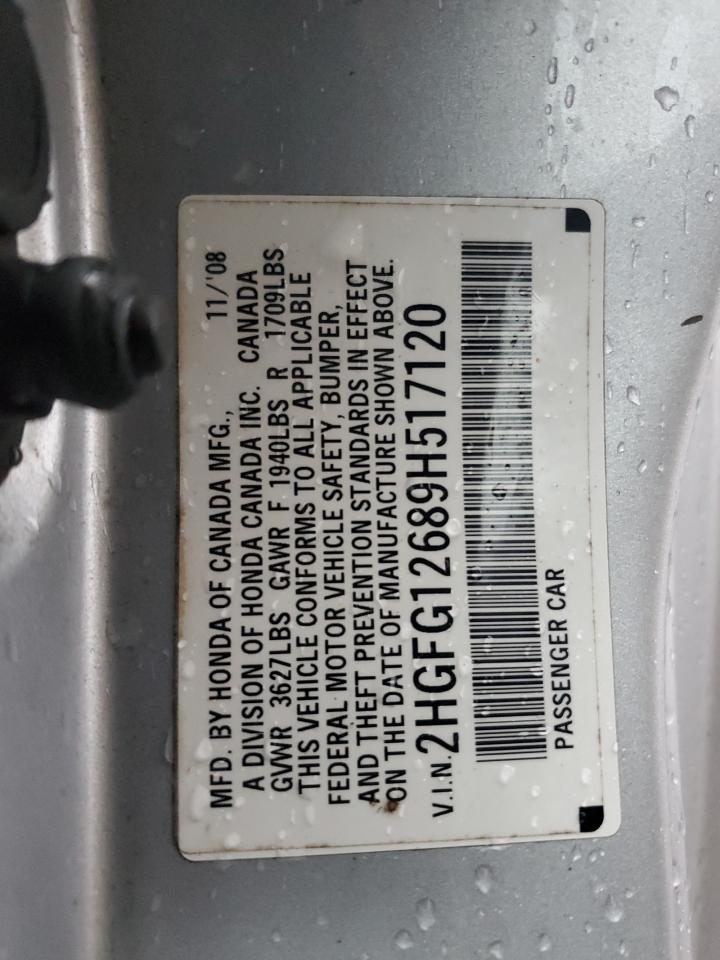 MFD. BY HONDA OF CANADA MFG., 11/'08
A DIVISION OF HONDA CANADA INC. CANADA
GVWR 3627LBS GAWR F 1940LBS R 1709LBS
THIS VEHICLE CONFORMS TO ALL APPLICABLE
FEDERAL MOTOR VEHICLE SAFETY, BUMPER,
AND THEFT PREVENTION STANDARDS IN EFFECT
ON THE DATE OF MANUFACTURE SHOWN ABOVE.
V.I.N. 2HGFG12689H517120
PASSENGER CAR